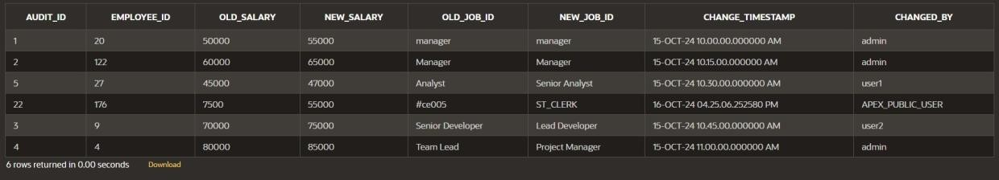 AUDIT_ID EMPLOYEE_ID OLD_SALARY NEW_SALARY OLD_JOB_ID NEW_JOB_ID CHANGE_TIMESTAMP CHANGED_BY
1 20 50000 55000 manager manager 15-OCT-24 10.00.00.000000 AM admin
2 122 60000 65000 Manager Manager 15-OCT-24 10.15.00.000000 AM admin
5 27 45000 47000 Analyst Senior Analyst 15-OCT-24 10.30.00.000000 AM user1
22 176 7500 55000 #ce005 ST_CLERK 16-OCT-24 04.25.06.252580 PM APEX_PUBLIC_USER
3 9 70000 75000 Senior Developer Lead Developer 15-OCT-24 10.45.00.000000 AM user2
4 4 80000 85000 Team Lead Project Manager 15-OCT-24 11.00.00.000000 AM admin
6 rows returned in 0.00 seconds Download